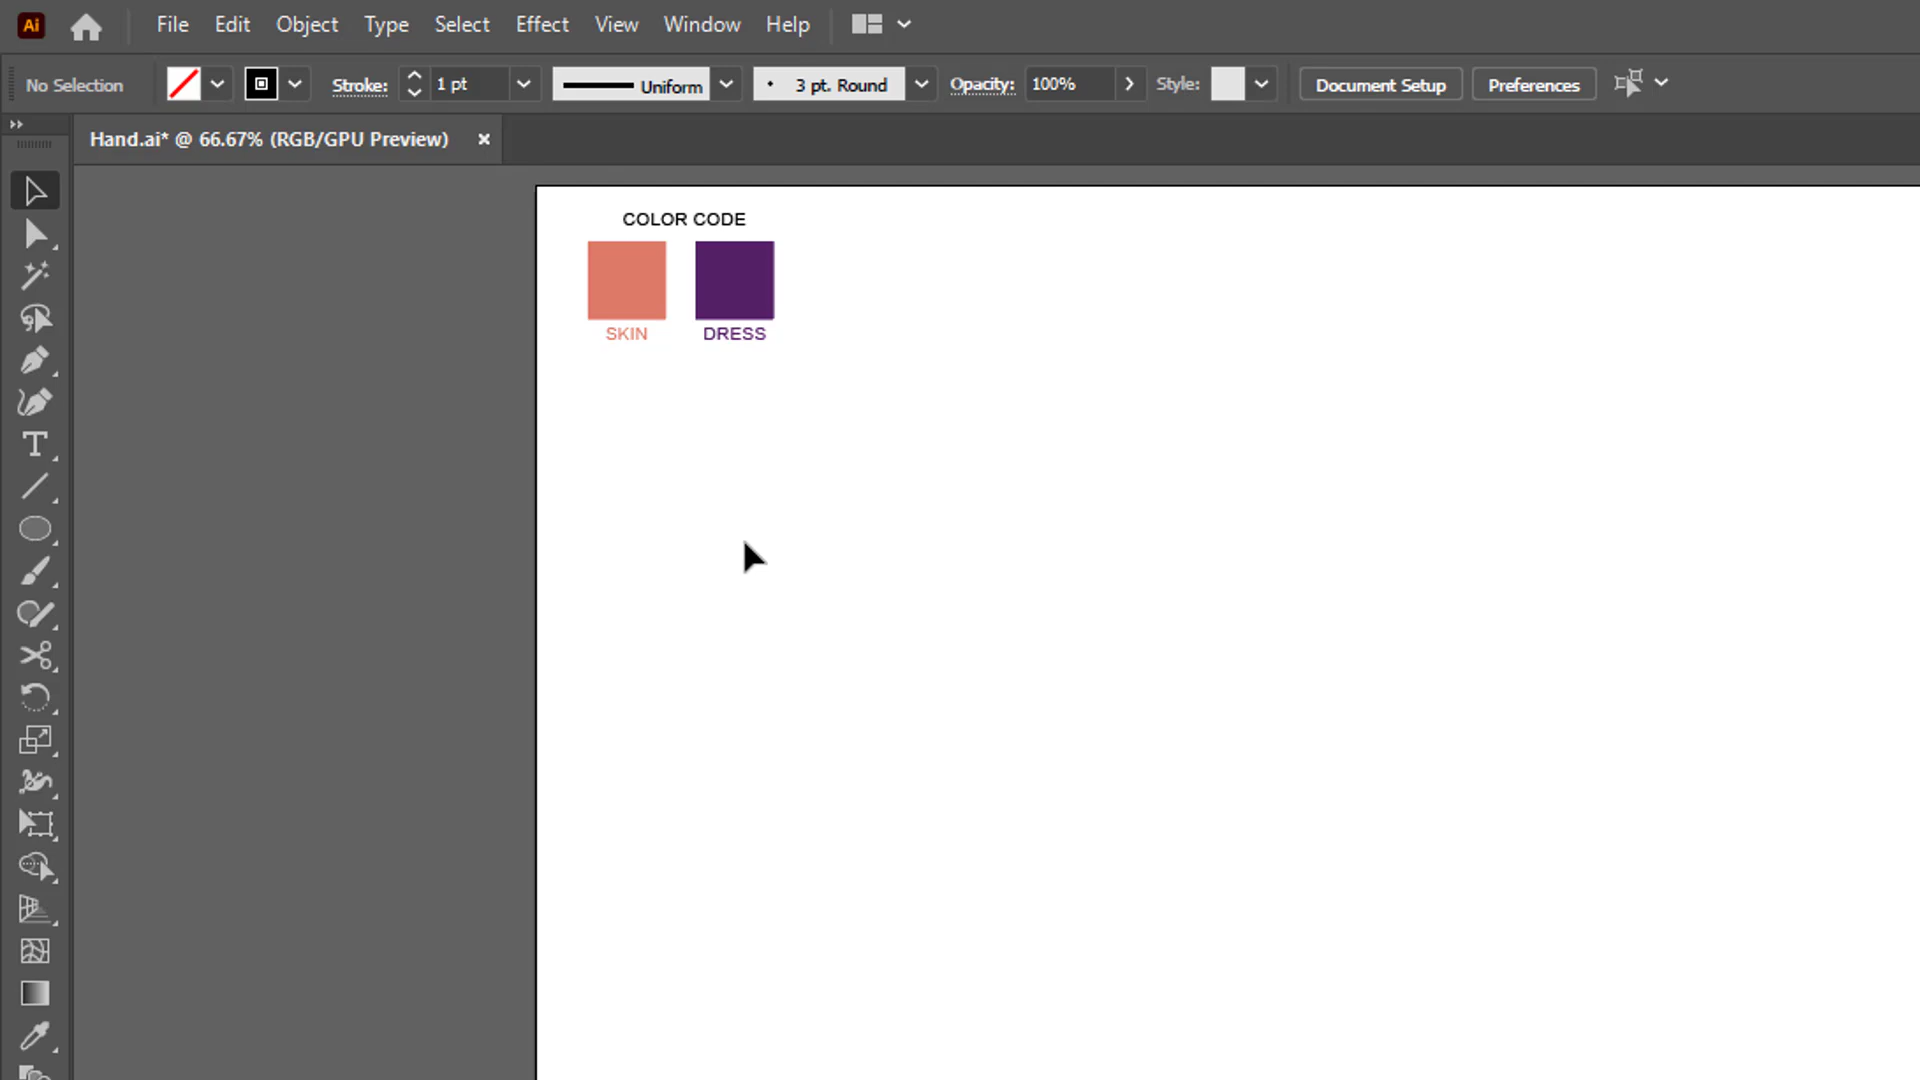 Ai File Edit Object Type Select Effect View Window Help
No Selection Stroke: 1 pt Uniform 3 pt. Round Opacity: 100% Style: Document Setup Preferences
Hand.ai* @ 66.67% (RGB/GPU Preview)
COLOR CODE
SKIN DRESS